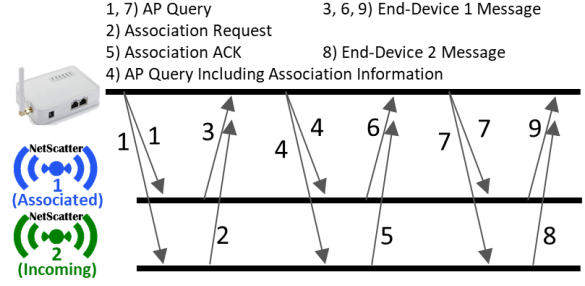 1, 7) AP Query 3, 6, 9) End-Device 1 Message
2) Association Request
5) Association ACK 8) End-Device 2 Message
4) AP Query Including Association Information
1 1 3 4 4 6 7 7 9
NetScatter
1
(Associated)
NetScatter
2
(Incoming)
2 5 8